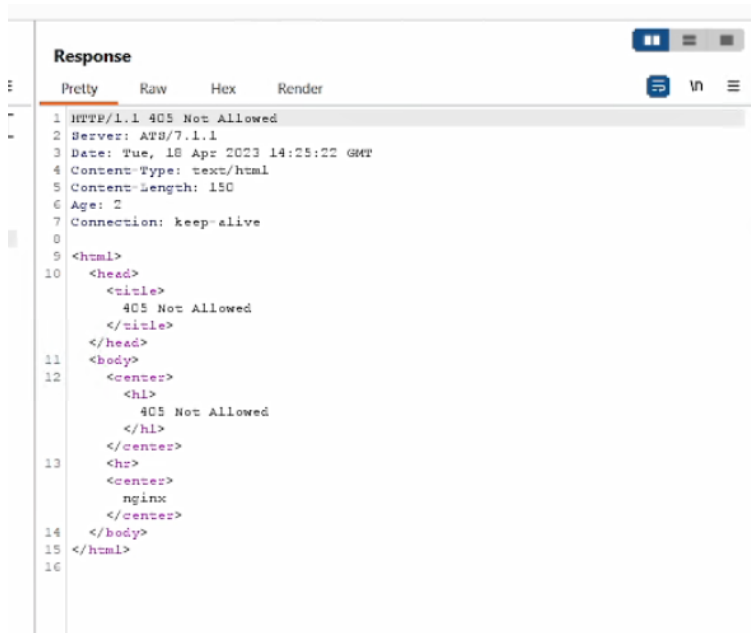 Response
Pretty Raw Hex Render \n
1 HTTP/1.1 405 Not Allowed
2 Server: ATS/7.1.1
3 Date: Tue, 18 Apr 2023 14:25:22 GMT
4 Content-Type: text/html
5 Content-Length: 150
6 Age: 2
7 Connection: keep-alive
8
9 <html>
10 <head>
<title>
405 Not Allowed
</title>
</head>
11 <body>
12 <center>
<h1>
405 Not Allowed
</h1>
</center>
13 <hr>
<center>
nginx
</center>
14 </body>
15 </html>
16